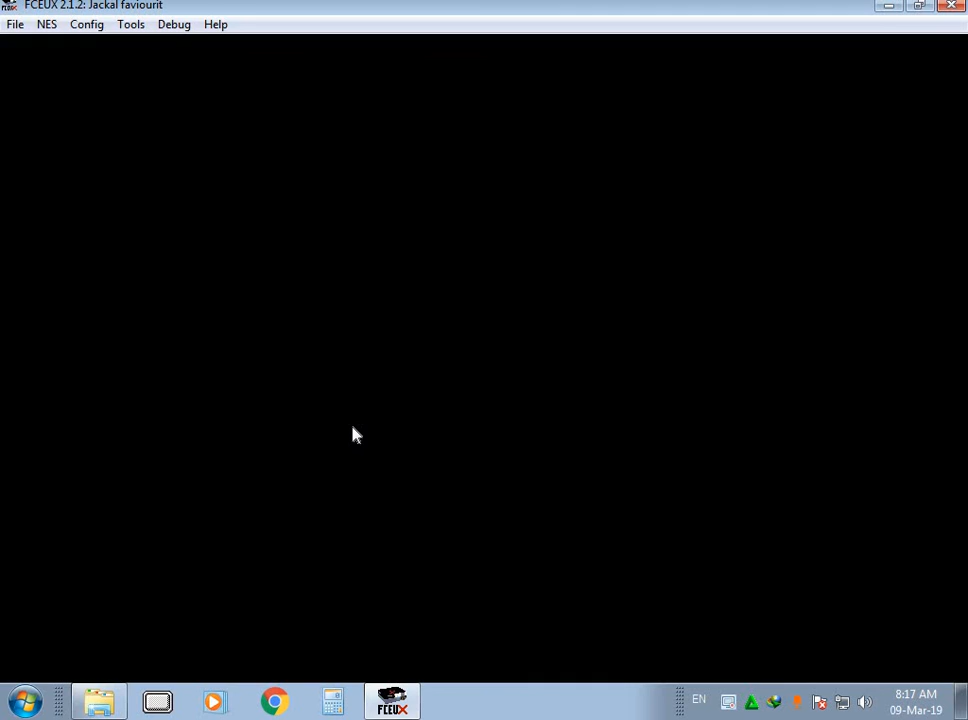 FCEUX 2.1.2: Jackal faviourit
File NES Config Tools Debug Help
FCEUX
EN
8:17 AM
09-Mar-19